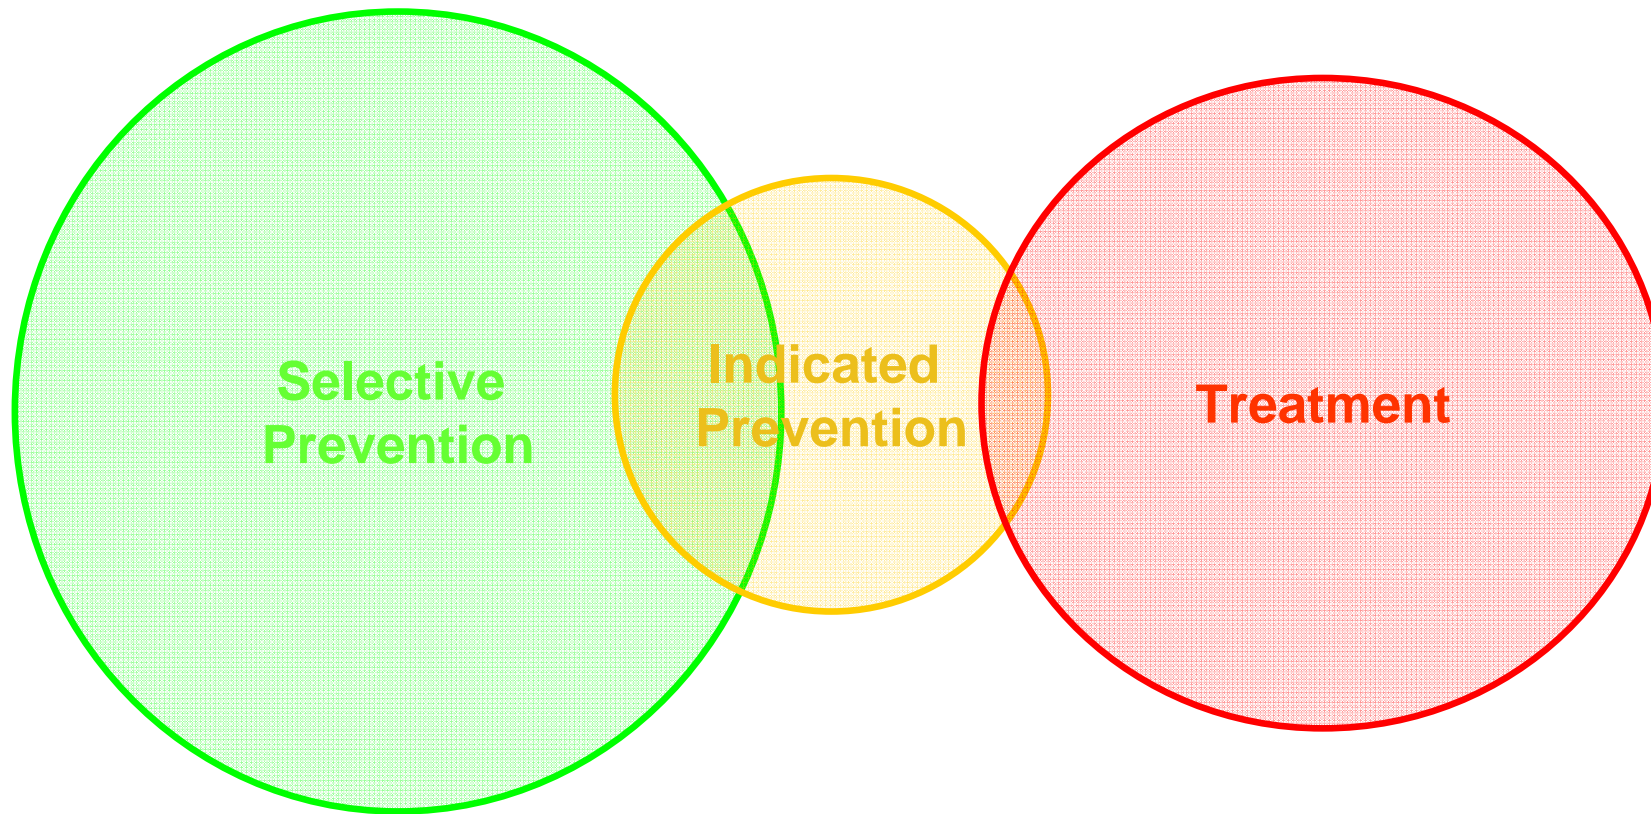 Selective
Prevention
Indicated
Prevention
Treatment